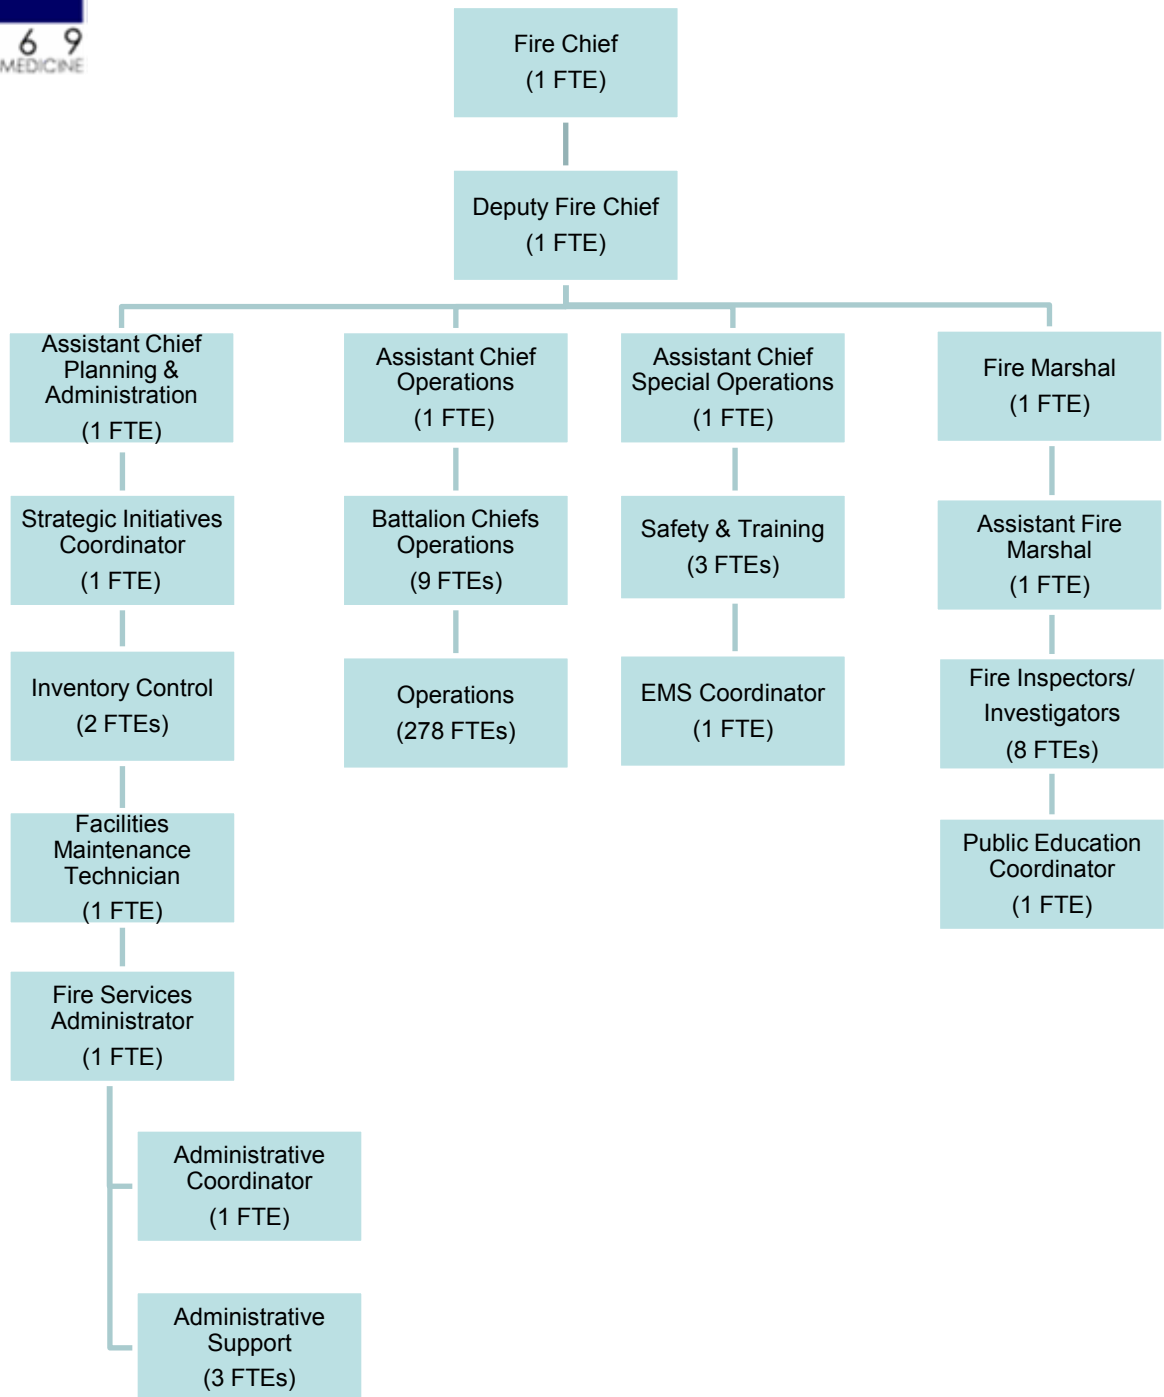 6 9
MEDICINE
Fire Chief
(1 FTE)
Deputy Fire Chief
(1 FTE)
Assistant Chief
Planning &
Administration
(1 FTE)
Assistant Chief
Operations
(1 FTE)
Assistant Chief
Special Operations
(1 FTE)
Fire Marshal
(1 FTE)
Strategic Initiatives
Coordinator
(1 FTE)
Battalion Chiefs
Operations
(9 FTEs)
Safety & Training
(3 FTEs)
Assistant Fire
Marshal
(1 FTE)
Inventory Control
(2 FTEs)
Operations
(278 FTEs)
EMS Coordinator
(1 FTE)
Fire Inspectors/
Investigators
(8 FTEs)
Facilities
Maintenance
Technician
(1 FTE)
Public Education
Coordinator
(1 FTE)
Fire Services
Administrator
(1 FTE)
Administrative
Coordinator
(1 FTE)
Administrative
Support
(3 FTEs)